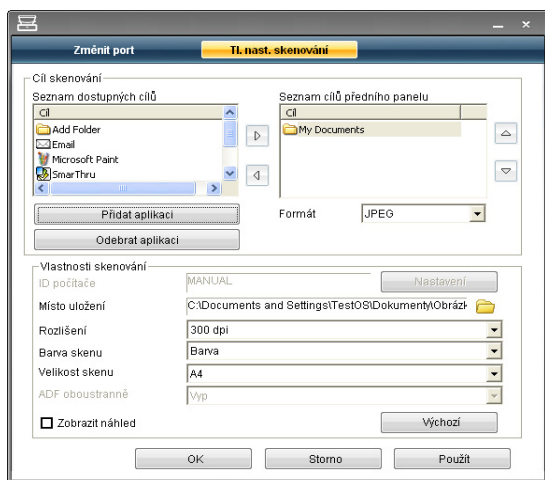 Změnit port
Tl. nast. skenování
Cíl skenování
Seznam dostupných cílů
Cíl
Add Folder
Email
Microsoft Paint
SmarThru
Přidat aplikaci
Odebrat aplikaci
Seznam cílů předního panelu
Cíl
My Documents
Formát
JPEG
Vlastnosti skenování
ID počítače
MANUAL
Nastavení
Místo uložení
C:\Documents and Settings\TestOS\Dokumenty\Obrázk
Rozlišení
300 dpi
Barva skenu
Barva
Velikost skenu
A4
ADF oboustranně
Vyp
Zobrazit náhled
Výchozí
OK
Storno
Použít